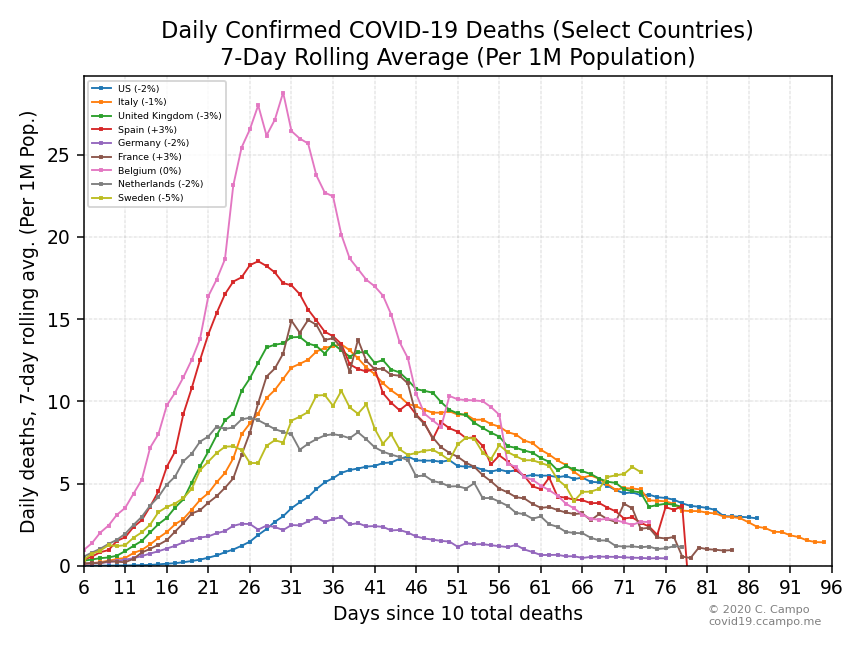 Daily Confirmed COVID-19 Deaths (Select Countries)
7-Day Rolling Average (Per 1M Population)
US (-2%)
Italy (-1%)
United Kingdom (-3%)
Spain (+3%)
Germany (-2%)
France (+3%)
Belgium (0%)
Netherlands (-2%)
Sweden (-5%)
Daily deaths, 7-day rolling avg. (Per 1M Pop.)
25
20
15
10
5
0
6 11 16 21 26 31 36 41 46 51 56 61 66 71 76 81 86 91 96
Days since 10 total deaths
© 2020 C. Campo
covid19.ccampo.me